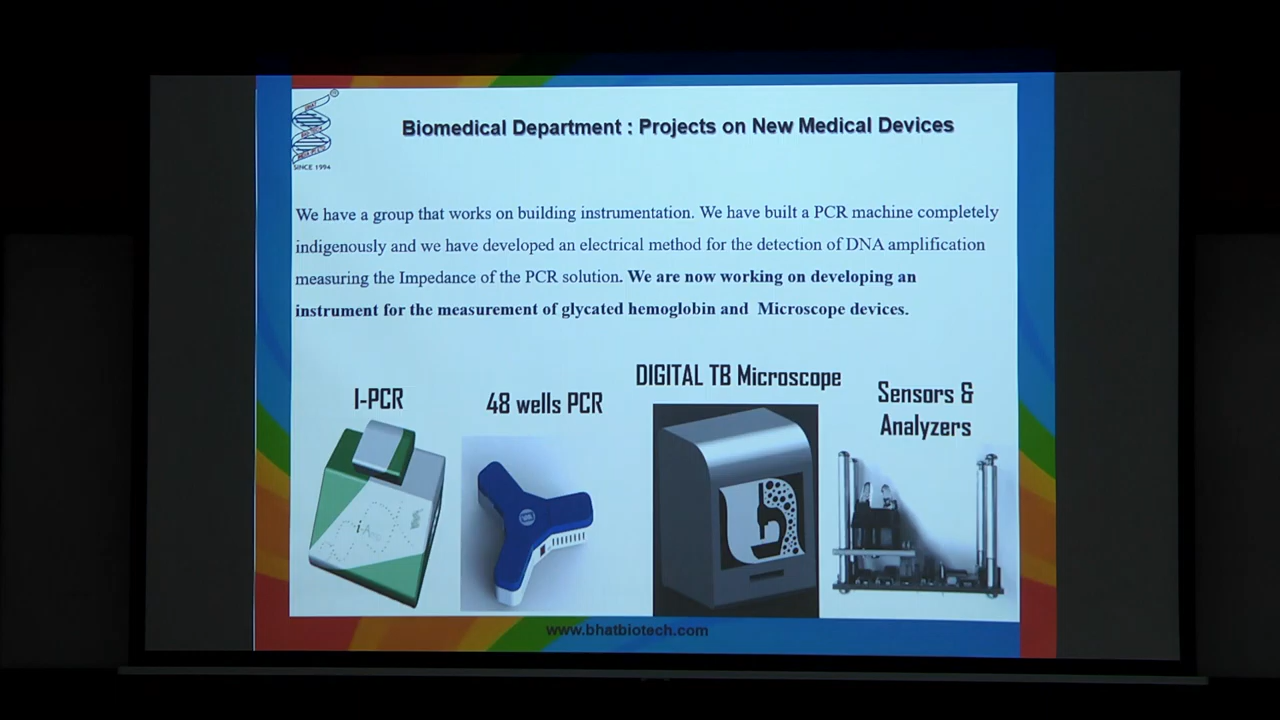 Biomedical Department : Projects on New Medical Devices
SINCE 1994
We have a group that works on building instrumentation. We have built a PCR machine completely
indigenously and we have developed an electrical method for the detection of DNA amplification
measuring the Impedance of the PCR solution. We are now working on developing an
instrument for the measurement of glycated hemoglobin and Microscope devices.
I-PCR
48 wells PCR
DIGITAL TB Microscope
Sensors &
Analyzers
www.bhatbiotech.com